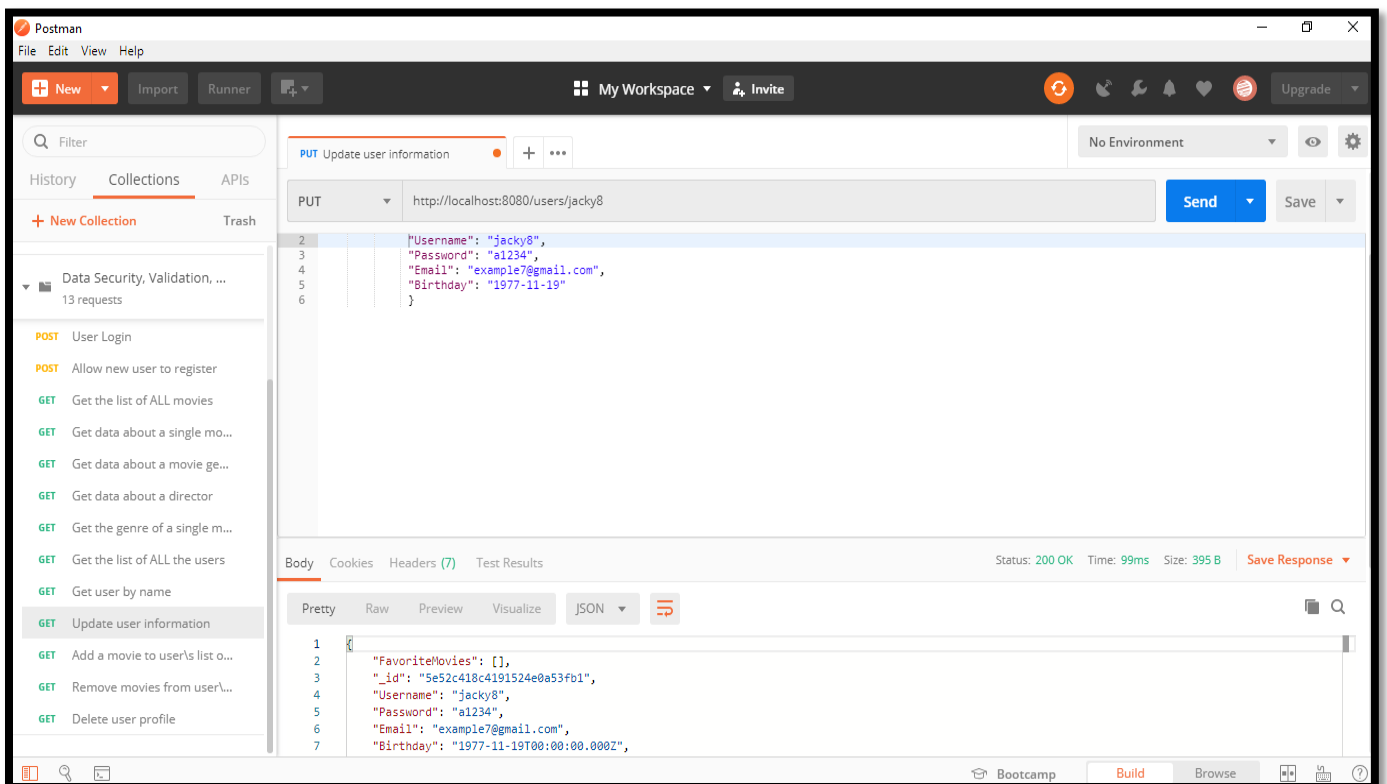 Postman
File Edit View Help
New Import Runner My Workspace Invite Upgrade
Filter
History Collections APIs
+ New Collection Trash
Data Security, Validation, ...
13 requests
POST User Login
POST Allow new user to register
GET Get the list of ALL movies
GET Get data about a single mo...
GET Get data about a movie ge...
GET Get data about a director
GET Get the genre of a single m...
GET Get the list of ALL the users
GET Get user by name
GET Update user information
GET Add a movie to user\s list o...
GET Remove movies from user\...
GET Delete user profile
PUT Update user information
No Environment
PUT http://localhost:8080/users/jacky8 Send Save
2 "Username": "jacky8",
3 "Password": "a1234",
4 "Email": "example7@gmail.com",
5 "Birthday": "1977-11-19"
6 }
Body Cookies Headers (7) Test Results Status: 200 OK Time: 99ms Size: 395 B Save Response
Pretty Raw Preview Visualize JSON
1 {
2 "FavoriteMovies": [],
3 "_id": "5e52c418c4191524e0a53fb1",
4 "Username": "jacky8",
5 "Password": "a1234",
6 "Email": "example7@gmail.com",
7 "Birthday": "1977-11-19T00:00:00.000Z",
Bootcamp Build Browse